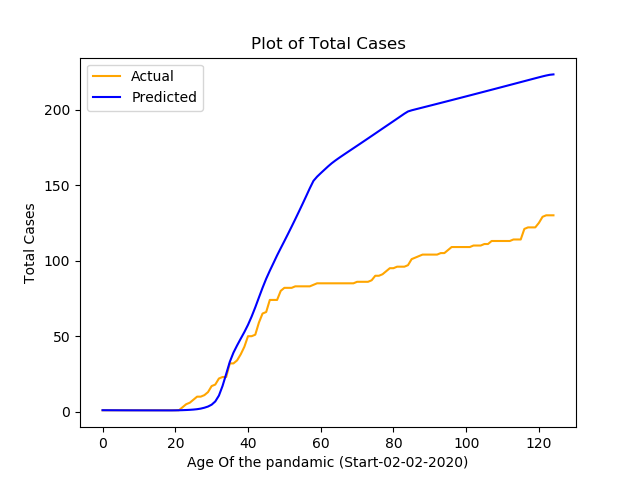 Plot of Total Cases
Actual
Predicted
200
150
100
50
0
Total Cases
0 20 40 60 80 100 120
Age Of the pandamic (Start-02-02-2020)